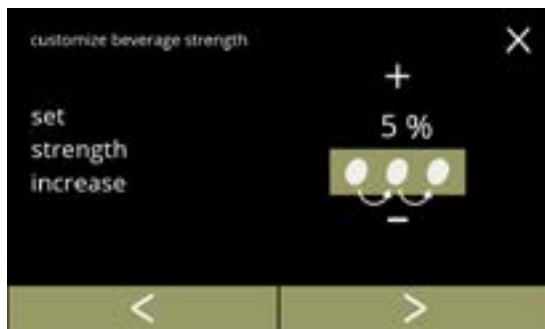 customize beverage strength
X
+
set
5 %
strength
increase
-
< >